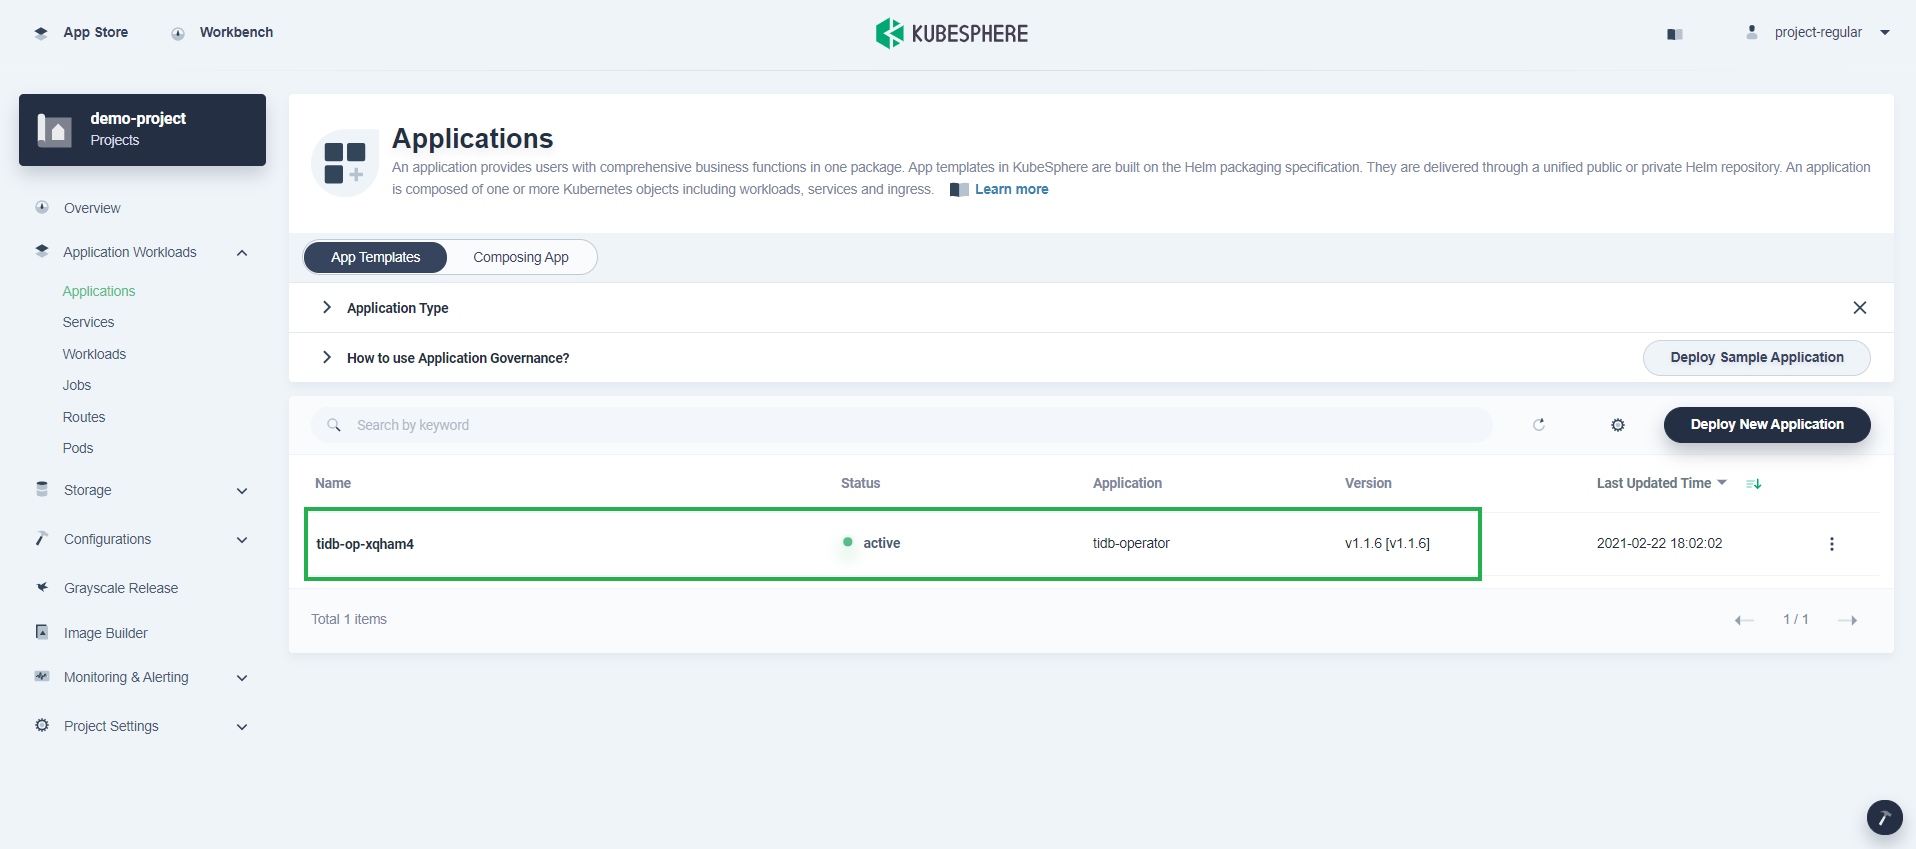 App Store
Workbench
KUBESPHERE
project-regular
demo-project
Projects
Overview
Application Workloads
Applications
Services
Workloads
Jobs
Routes
Pods
Storage
Configurations
Grayscale Release
Image Builder
Monitoring & Alerting
Project Settings
Applications
An application provides users with comprehensive business functions in one package. App templates in KubeSphere are built on the Helm packaging specification. They are delivered through a unified public or private Helm repository. An application
is composed of one or more Kubernetes objects including workloads, services and ingress. Learn more
App Templates
Composing App
Application Type
How to use Application Governance?
Deploy Sample Application
Search by keyword
Deploy New Application
Name Status Application Version Last Updated Time
tidb-op-xqham4 active tidb-operator v1.1.6 [v1.1.6] 2021-02-22 18:02:02
Total 1 items
1 / 1